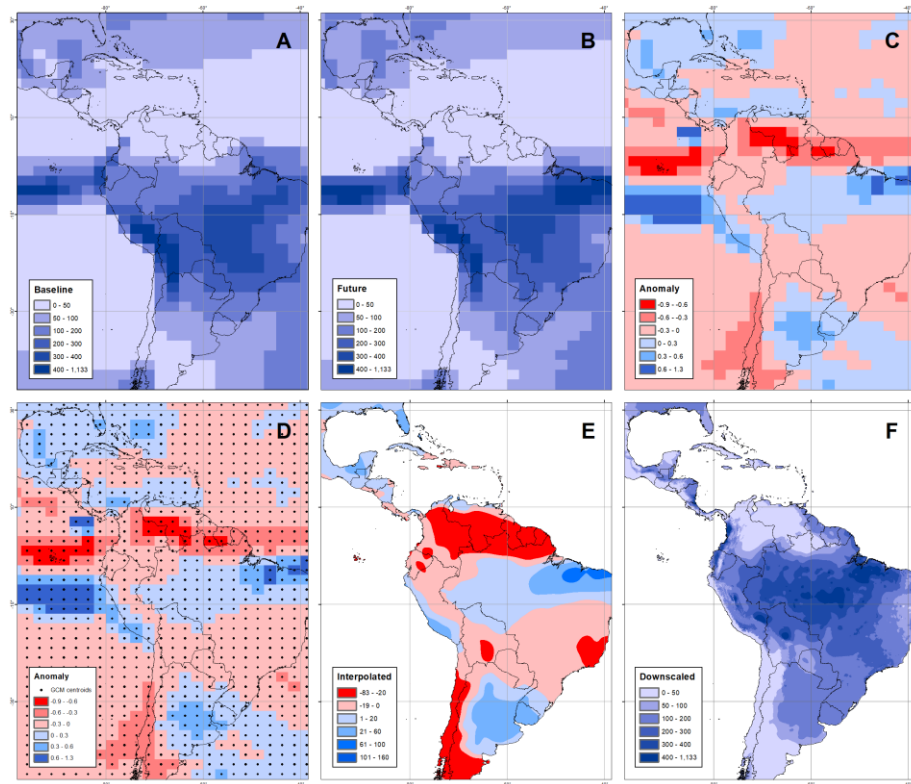 A
B
C
Baseline
0 - 50
50 - 100
100 - 200
200 - 300
300 - 400
400 - 1,133
Future
0 - 50
50 - 100
100 - 200
200 - 300
300 - 400
400 - 1,133
Anomaly
-0.9 - -0.6
-0.6 - -0.3
-0.3 - 0
0 - 0.3
0.3 - 0.6
0.6 - 1.3
D
E
F
Anomaly
GCM centroids
-0.9 - -0.6
-0.6 - -0.3
-0.3 - 0
0 - 0.3
0.3 - 0.6
0.6 - 1.3
Interpolated
-83 - -20
-19 - 0
1 - 20
21 - 60
61 - 100
101 - 160
Downscaled
0 - 50
50 - 100
100 - 200
200 - 300
300 - 400
400 - 1,133